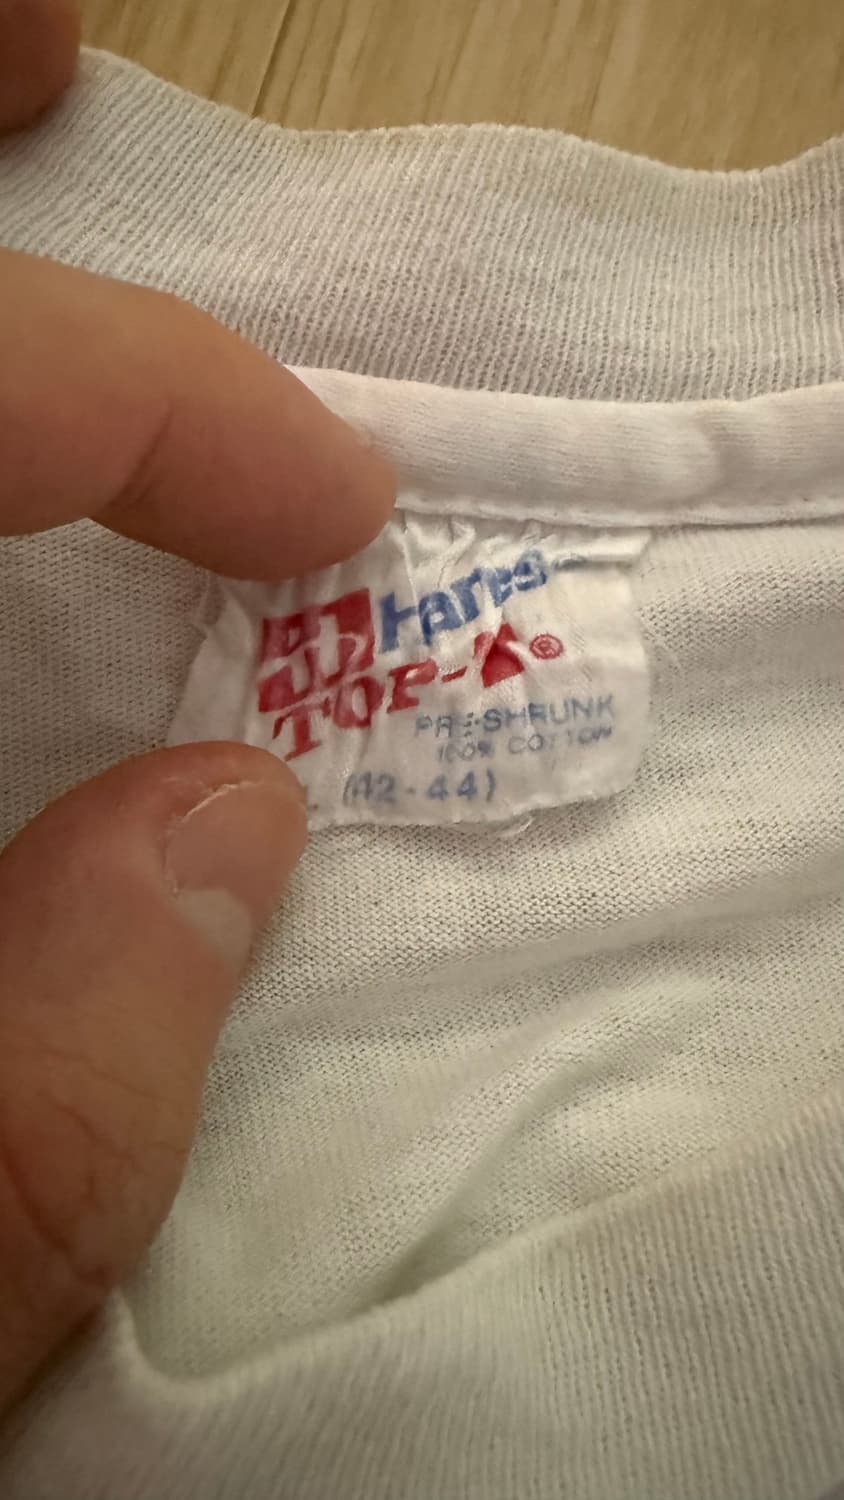 Hanes
TOP-A®
PRE-SHRUNK
100% COTTON
(42-44)